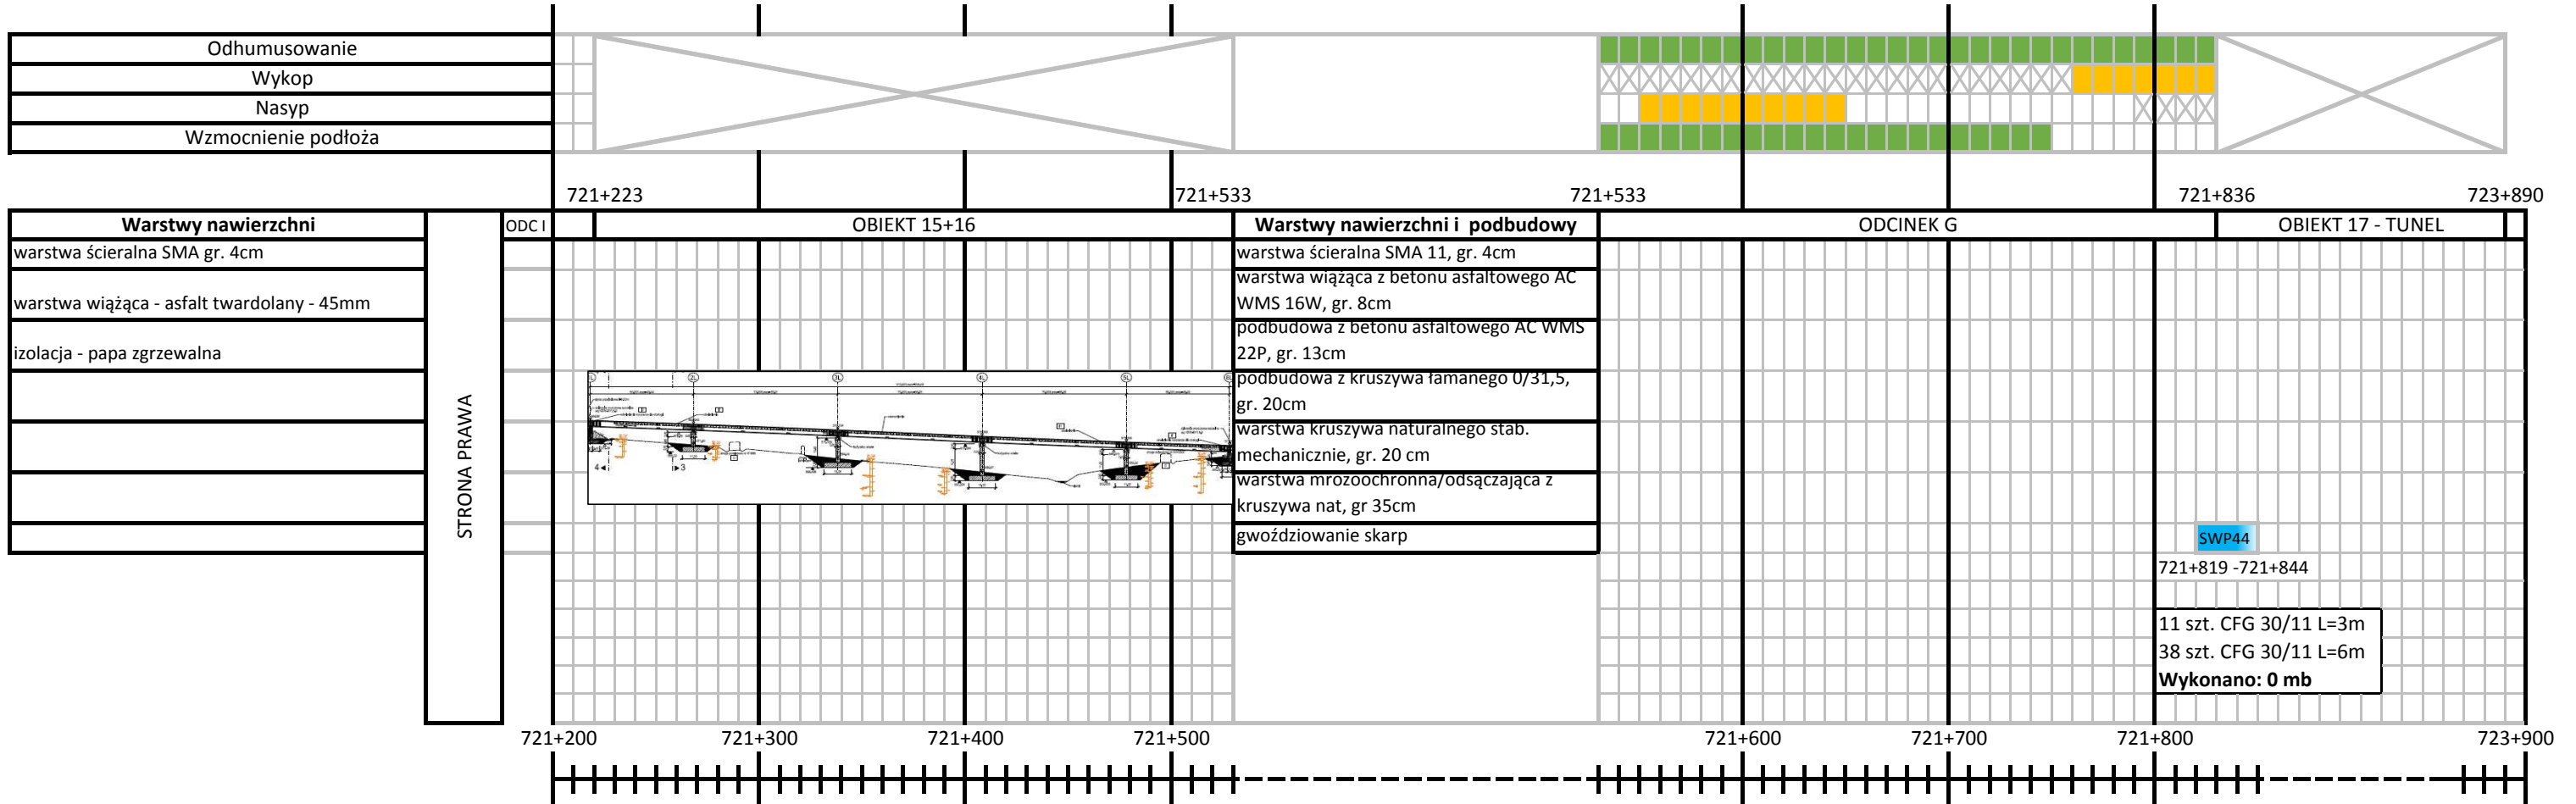 Odhumusowanie
Wykop
Nasyp
Wzmocnienie podłoża
721+223
721+533
721+533
721+836
723+890
Warstwy nawierzchni
ODC I
OBIEKT 15+16
Warstwy nawierzchni i podbudowy
ODCINEK G
OBIEKT 17 - TUNEL
STRONA PRAWA
warstwa ścieralna SMA gr. 4cm
warstwa wiążąca - asfalt twardolany - 45mm
izolacja - papa zgrzewalna
warstwa ścieralna SMA 11, gr. 4cm
warstwa wiążąca z betonu asfaltowego AC
WMS 16W, gr. 8cm
podbudowa z betonu asfaltowego AC WMS
22P, gr. 13cm
podbudowa z kruszywa łamanego 0/31,5,
gr. 20cm
warstwa kruszywa naturalnego stab.
mechanicznie, gr. 20 cm
warstwa mrozoochronna/odsączająca z
kruszywa nat, gr 35cm
gwoździowanie skarp
SWP44
721+819 -721+844
11 szt. CFG 30/11 L=3m
38 szt. CFG 30/11 L=6m
Wykonano: 0 mb
721+200
721+300
721+400
721+500
721+600
721+700
721+800
723+900